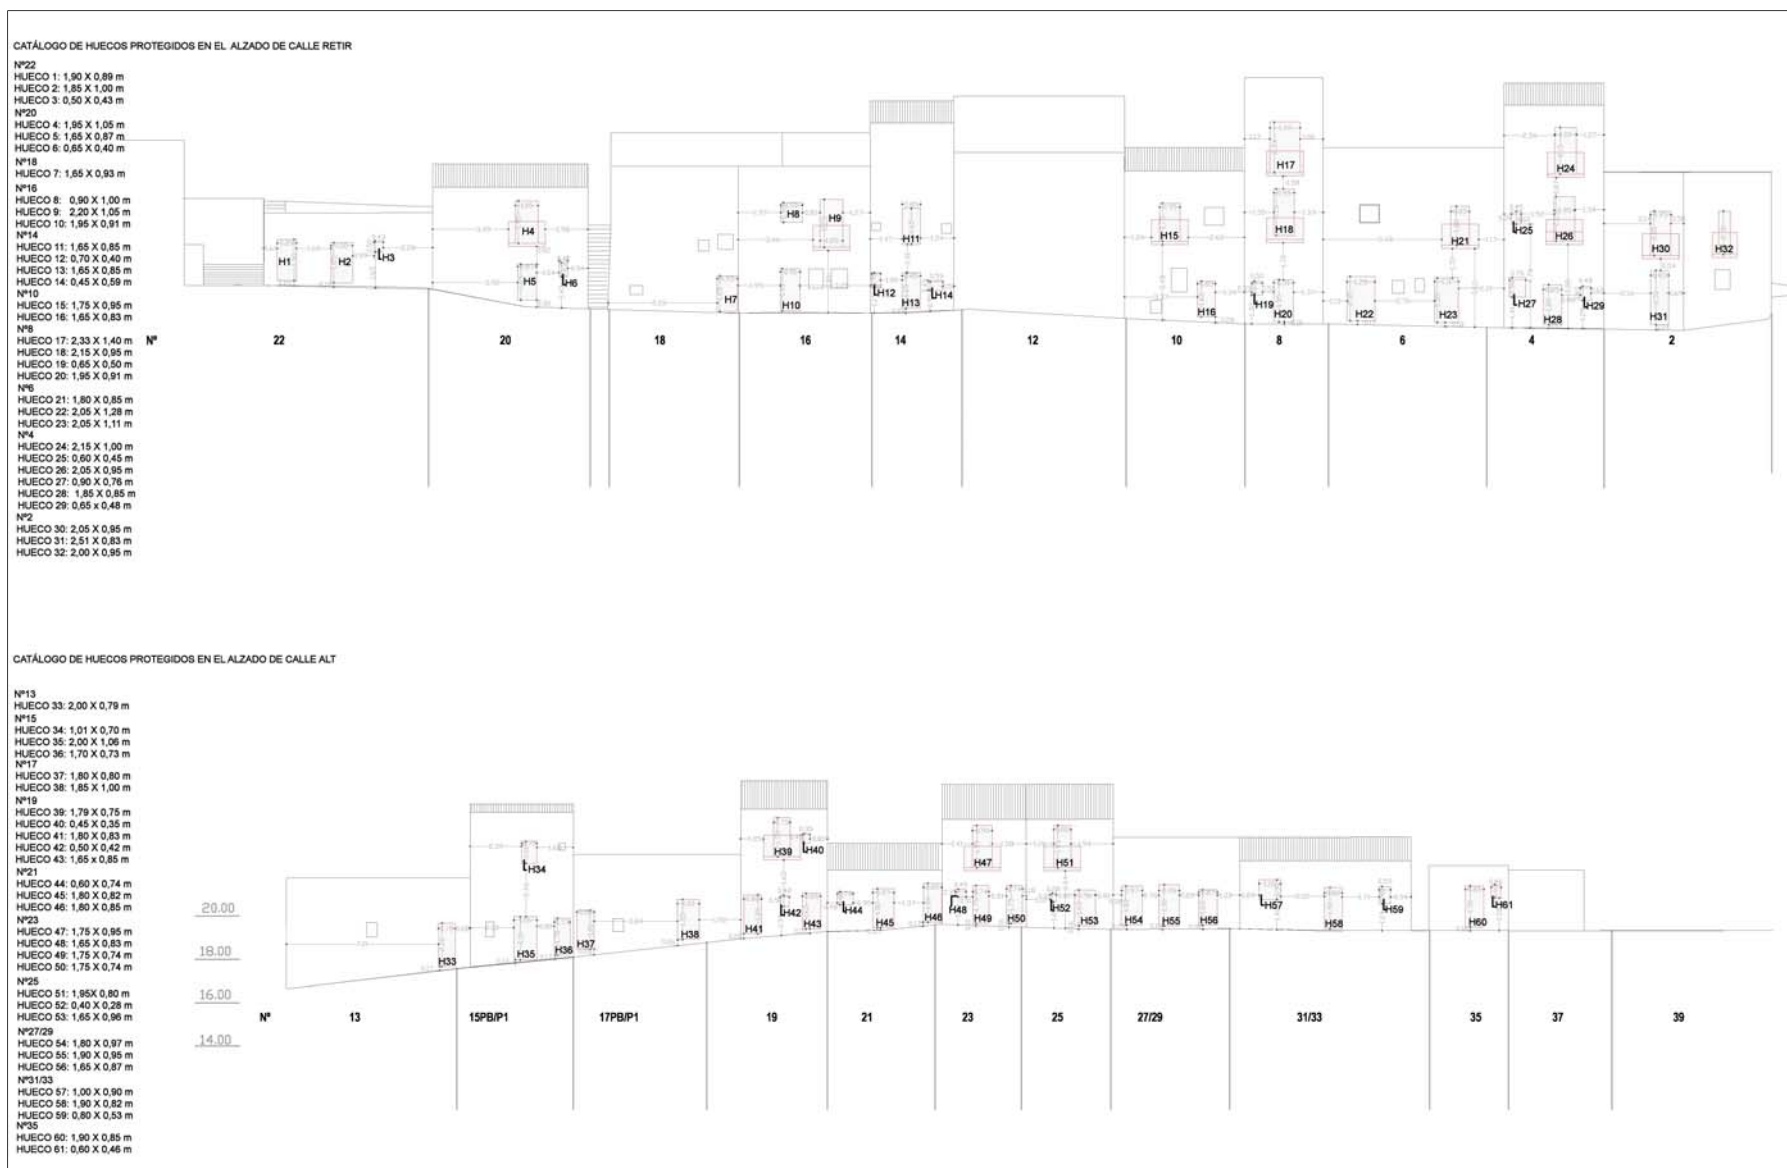 CATÁLOGO DE HUECOS PROTEGIDOS EN EL ALZADO DE CALLE RETIR
Nº22
HUECO 1: 1,90 X 0,89 m
HUECO 2: 1,85 X 1,00 m
HUECO 3: 0,50 X 0,43 m
Nº20
HUECO 4: 1,95 X 1,05 m
HUECO 5: 1,65 X 0,87 m
HUECO 6: 0,65 X 0,40 m
Nº18
HUECO 7: 1,65 X 0,93 m
Nº16
HUECO 8: 0,90 X 1,00 m
HUECO 9: 2,20 X 1,05 m
HUECO 10: 1,95 X 0,91 m
Nº14
HUECO 11: 1,65 X 0,85 m
HUECO 12: 0,70 X 0,40 m
HUECO 13: 1,65 X 0,85 m
HUECO 14: 0,45 X 0,59 m
Nº10
HUECO 15: 1,75 X 0,95 m
HUECO 16: 1,65 X 0,83 m
Nº8
HUECO 17: 2,33 X 1,40 m
HUECO 18: 2,15 X 0,95 m
HUECO 19: 0,65 X 0,50 m
HUECO 20: 1,95 X 0,91 m
Nº6
HUECO 21: 1,80 X 0,85 m
HUECO 22: 2,05 X 1,28 m
HUECO 23: 2,05 X 1,11 m
Nº4
HUECO 24: 2,15 X 1,00 m
HUECO 25: 0,60 X 0,45 m
HUECO 26: 2,05 X 0,95 m
HUECO 27: 0,90 X 0,76 m
HUECO 28: 1,85 X 0,85 m
HUECO 29: 0,65 x 0,48 m
Nº2
HUECO 30: 2,05 X 0,95 m
HUECO 31: 2,51 X 0,83 m
HUECO 32: 2,00 X 0,95 m
H17 H24
H8 H9 H4 H11 H15 H18 H21 H25 H26 H30 H32
H1 H2 H3 H5 H6 H7 H10 H12 H13 H14 H16 H19 H20 H22 H23 H27 H28 H29 H31
Nº 22 20 18 16 14 12 10 8 6 4 2
CATÁLOGO DE HUECOS PROTEGIDOS EN EL ALZADO DE CALLE ALT
Nº13
HUECO 33: 2,00 X 0,79 m
Nº15
HUECO 34: 1,01 X 0,70 m
HUECO 35: 2,00 X 1,06 m
HUECO 36: 1,70 X 0,73 m
Nº17
HUECO 37: 1,80 X 0,80 m
HUECO 38: 1,85 X 1,00 m
Nº19
HUECO 39: 1,79 X 0,75 m
HUECO 40: 0,45 X 0,35 m
HUECO 41: 1,80 X 0,83 m
HUECO 42: 0,50 X 0,42 m
HUECO 43: 1,65 x 0,85 m
Nº21
HUECO 44: 0,60 X 0,74 m
HUECO 45: 1,80 X 0,82 m
HUECO 46: 1,80 X 0,85 m
Nº23
HUECO 47: 1,75 X 0,95 m
HUECO 48: 1,65 X 0,83 m
HUECO 49: 1,75 X 0,74 m
HUECO 50: 1,75 X 0,74 m
Nº25
HUECO 51: 1,95X 0,80 m
HUECO 52: 0,40 X 0,28 m
HUECO 53: 1,65 X 0,96 m
Nº27/29
HUECO 54: 1,80 X 0,97 m
HUECO 55: 1,90 X 0,95 m
HUECO 56: 1,65 X 0,87 m
Nº31/33
HUECO 57: 1,00 X 0,90 m
HUECO 58: 1,90 X 0,82 m
HUECO 59: 0,80 X 0,53 m
Nº35
HUECO 60: 1,90 X 0,85 m
HUECO 61: 0,60 X 0,46 m
H34 H39 H40 H47 H51
H33 H35 H36 H37 H38 H41 H42 H43 H44 H45 H46 H48 H49 H50 H52 H53 H54 H55 H56 H57 H58 H59 H60 H61
20.00
18.00
16.00
14.00
Nº 13 15PB/P1 17PB/P1 19 21 23 25 27/29 31/33 35 37 39